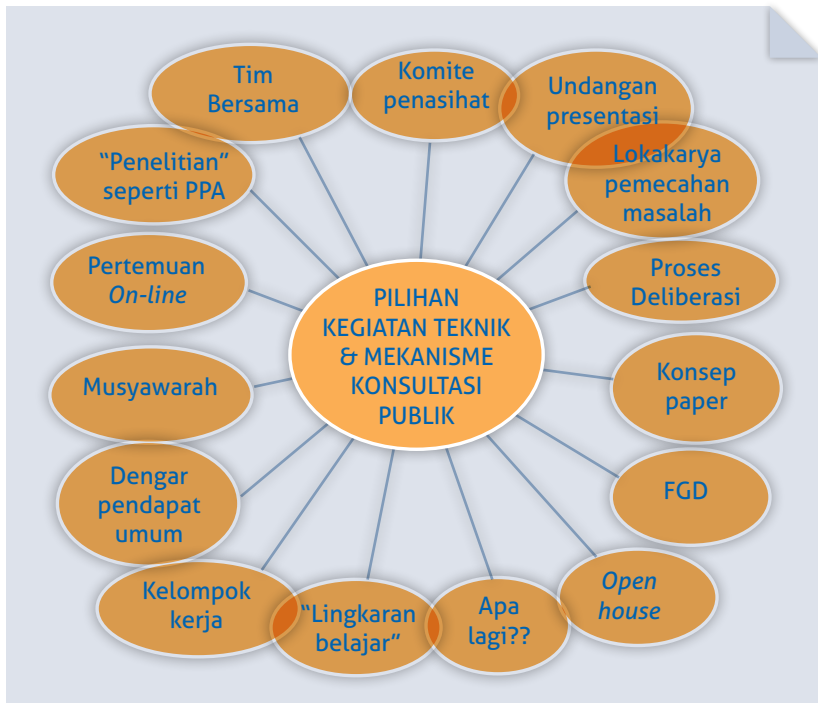 PILIHAN
KEGIATAN TEKNIK
& MEKANISME
KONSULTASI
PUBLIK
Tim
Bersama
Komite
penasihat
Undangan
presentasi
Lokakarya
pemecahan
masalah
Proses
Deliberasi
Konsep
paper
FGD
Open
house
Apa
lagi??
"Lingkaran
belajar”
Kelompok
kerja
Dengar
pendapat
umum
Musyawarah
Pertemuan
On-line
“Penelitian”
seperti PPA